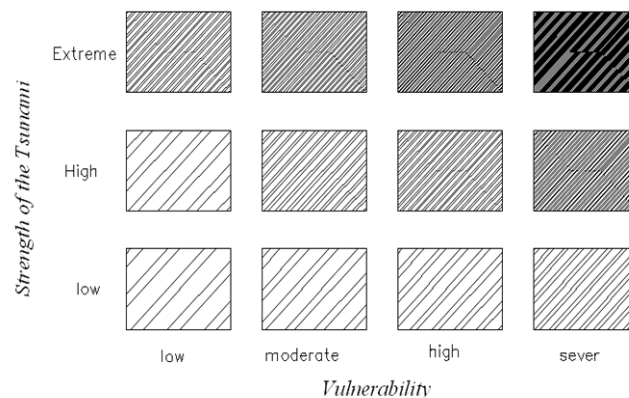 Strength of the Tsunami
Extreme
High
low
low moderate high sever
Vulnerability